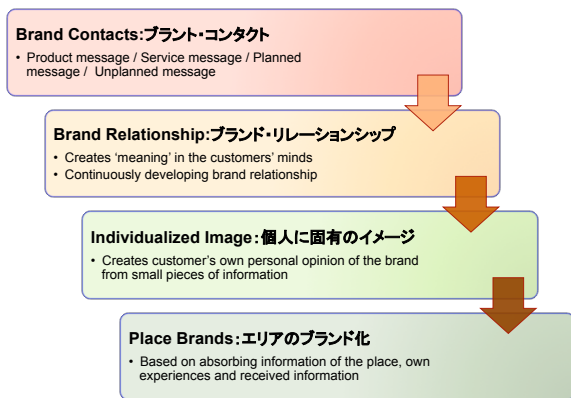 Brand Contacts:ブラント・コンタクト
• Product message / Service message / Planned
message / Unplanned message
Brand Relationship:ブランド・リレーションシップ
• Creates ‘meaning’ in the customers’ minds
• Continuously developing brand relationship
Individualized Image:個人に固有のイメージ
• Creates customer’s own personal opinion of the brand
from small pieces of information
Place Brands:エリアのブランド化
• Based on absorbing information of the place, own
experiences and received information